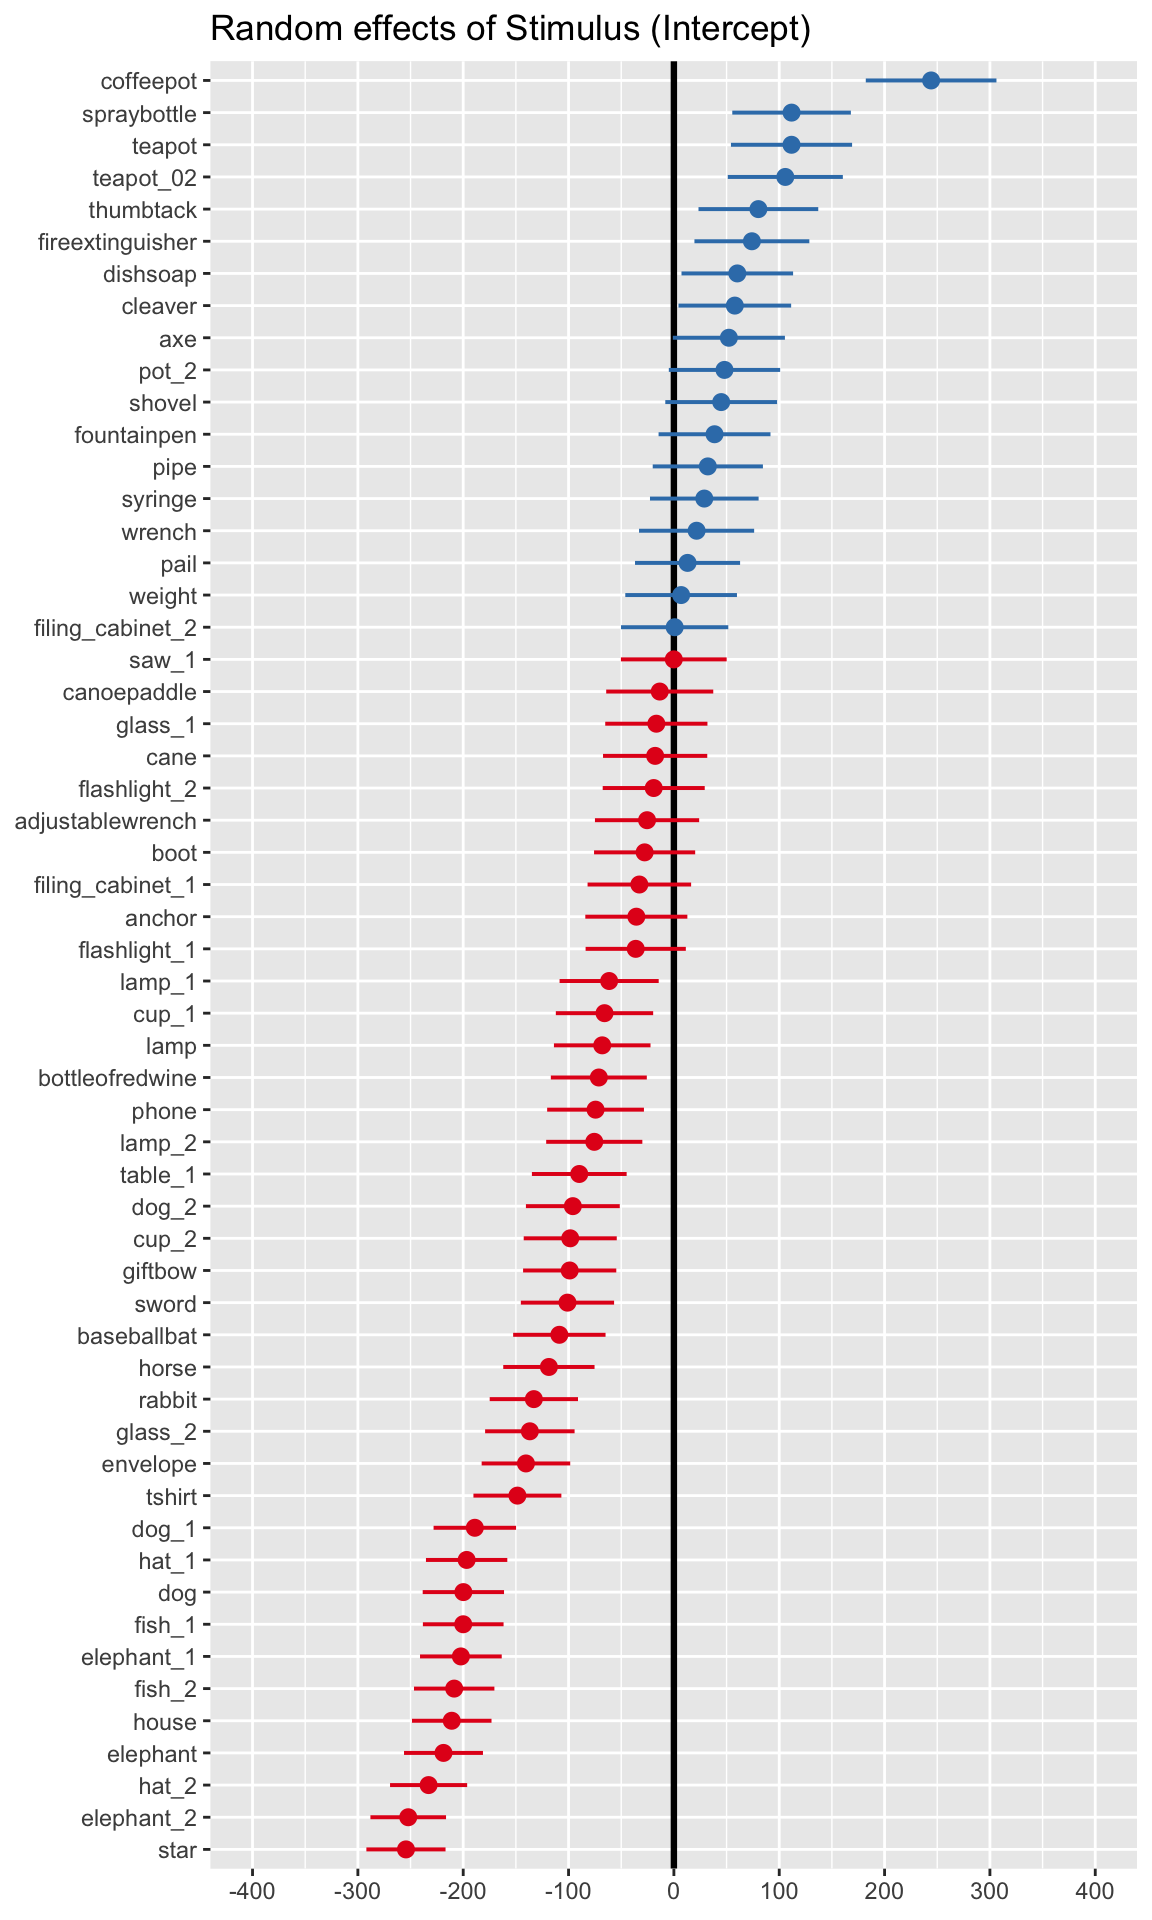 Random effects of Stimulus (Intercept)
coffeepot
spraybottle
teapot
teapot_02
thumbtack
fireextinguisher
dishsoap
cleaver
axe
pot_2
shovel
fountainpen
pipe
syringe
wrench
pail
weight
filing_cabinet_2
saw_1
canoepaddle
glass_1
cane
flashlight_2
adjustablewrench
boot
filing_cabinet_1
anchor
flashlight_1
lamp_1
cup_1
lamp
bottleofredwine
phone
lamp_2
table_1
dog_2
cup_2
giftbow
sword
baseballbat
horse
rabbit
glass_2
envelope
tshirt
dog_1
hat_1
dog
fish_1
elephant_1
fish_2
house
elephant
hat_2
elephant_2
star
-400 -300 -200 -100 0 100 200 300 400